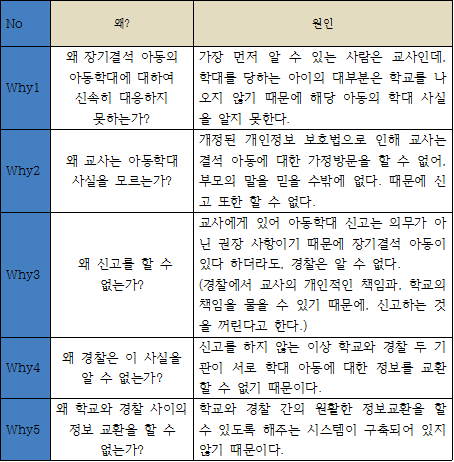 No
왜?
원인
Why1
왜 장기결석 아동의
아동학대에 대하여
신속히 대응하지
못하는가?
가장 먼저 알 수 있는 사람은 교사인데,
학대를 당하는 아이의 대부분은 학교를 나
오지 않기 때문에 해당 아동의 학대 사실
을 알지 못한다.
Why2
왜 교사는 아동학대
사실을 모르는가?
개정된 개인정보 보호법으로 인해 교사는
결석 아동에 대한 가정방문을 할 수 없어,
부모의 말을 믿을 수밖에 없다. 때문에 신
고 또한 할 수 없다.
Why3
왜 신고를 할 수
없는가?
교사에게 있어 아동학대 신고는 의무가 아
닌 권장 사항이기 때문에 장기결석 아동이
있다 하더라도, 경찰은 알 수 없다.
(경찰에서 교사의 개인적인 책임과, 학교의
책임을 물을 수 있기 때문에, 신고하는 것
을 꺼린다고 한다.)
Why4
왜 경찰은 이 사실을
알 수 없는가?
신고를 하지 않는 이상 학교와 경찰 두 기
관이 서로 학대 아동에 대한 정보를 교환
할 수 없기 때문이다.
Why5
왜 학교와 경찰 사이의
정보 교환을 할 수
없는가?
학교와 경찰 간의 원활한 정보교환을 할
수 있도록 해주는 시스템이 구축되어 있지
않기 때문이다.